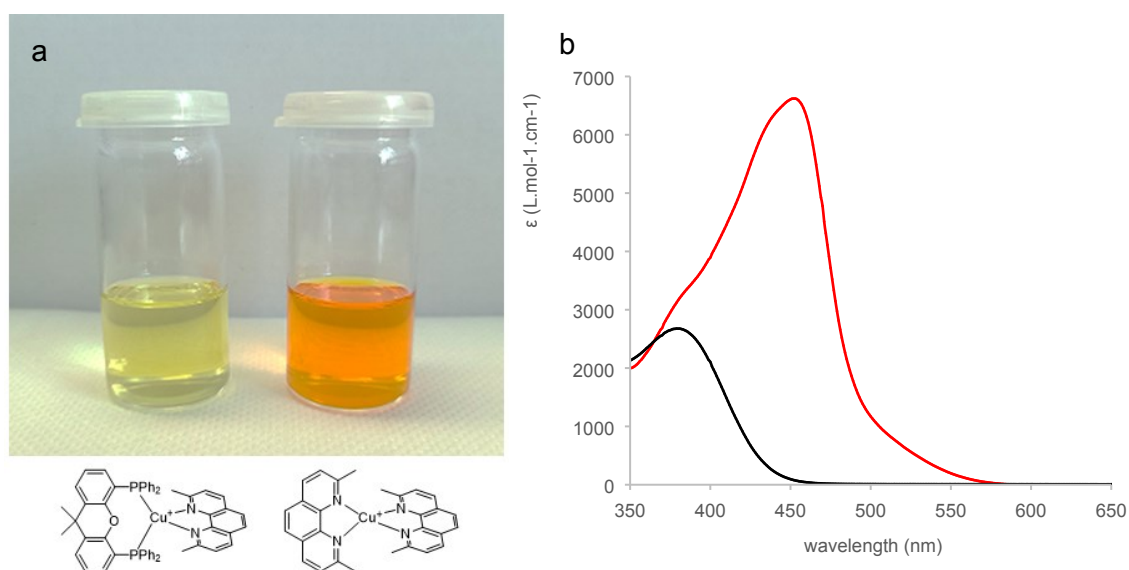 a
b
ε (L.mol-1.cm-1)
7000
6000
5000
4000
3000
2000
1000
0
350
400
450
500
550
600
650
wavelength (nm)
PPh2
O
PPh2
Cu+
N
N
N
N
Cu+
N
N